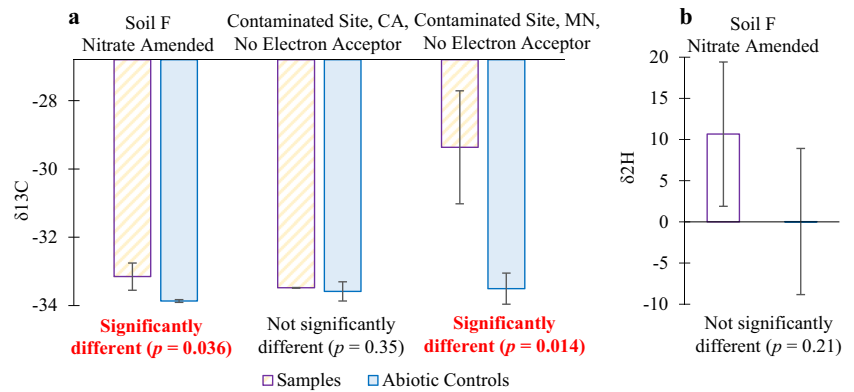 a
Soil F
Nitrate Amended
Contaminated Site, CA,
No Electron Acceptor
Contaminated Site, MN,
No Electron Acceptor
δ13C
-28
-30
-32
-34
Significantly
different (p = 0.036)
Not significantly
different (p = 0.35)
Significantly
different (p = 0.014)
Samples
Abiotic Controls
b
Soil F
Nitrate Amended
δ2H
20
15
10
5
0
-5
-10
Not significantly
different (p = 0.21)